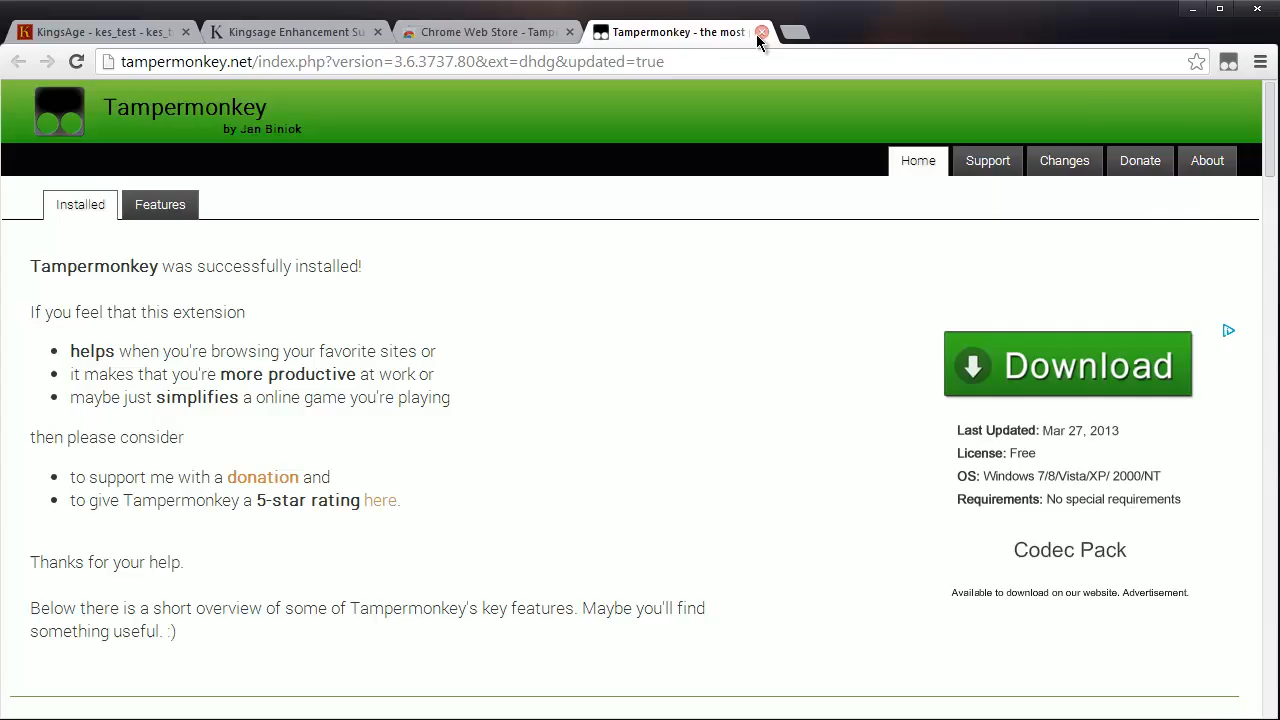 KingsAge - kes_test - kes_t
Kingsage Enhancement Su
Chrome Web Store - Tamp
Tampermonkey - the most
tampermonkey.net/index.php?version=3.6.3737.80&ext=dhdg&updated=true
Tampermonkey
by Jan Biniok
Home
Support
Changes
Donate
About
Installed
Features
Tampermonkey was successfully installed!
If you feel that this extension
helps when you're browsing your favorite sites or
it makes that you're more productive at work or
maybe just simplifies a online game you're playing
then please consider
to support me with a donation and
to give Tampermonkey a 5-star rating here.
Thanks for your help.
Below there is a short overview of some of Tampermonkey's key features. Maybe you'll find
something useful. :)
Download
Last Updated: Mar 27, 2013
License: Free
OS: Windows 7/8/Vista/XP/ 2000/NT
Requirements: No special requirements
Codec Pack
Available to download on our website. Advertisement.